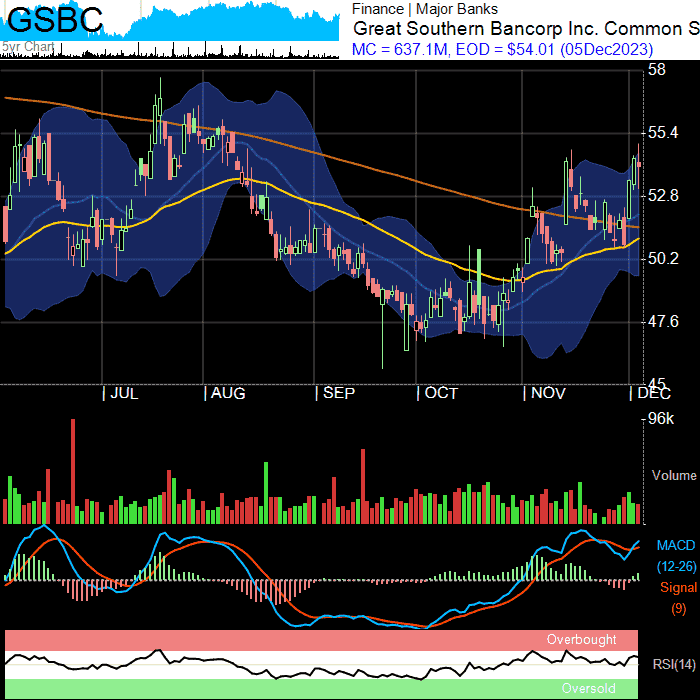 GSBC
5yr Chart
Finance | Major Banks
Great Southern Bancorp Inc. Common S
MC = 637.1M, EOD = $54.01 (05Dec2023)
58
55.4
52.8
50.2
47.6
45
JUL AUG SEP OCT NOV DEC
96k
Volume
MACD
(12-26)
Signal
(9)
Overbought
RSI(14)
Oversold